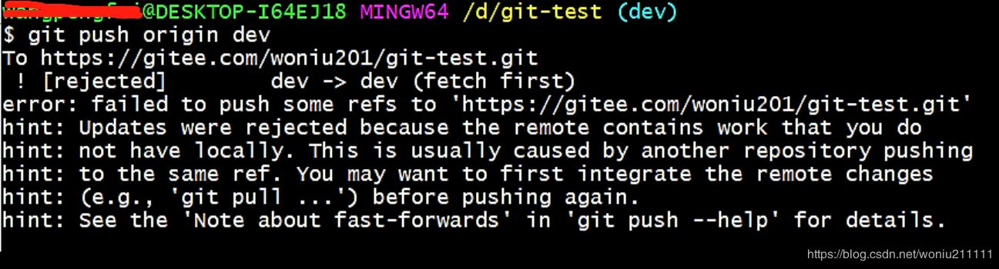 @DESKTOP-I64EJ18 MINGW64 /d/git-test (dev)
$ git push origin dev
To https://gitee.com/woniu201/git-test.git
! [rejected] dev -> dev (fetch first)
error: failed to push some refs to 'https://gitee.com/woniu201/git-test.git'
hint: Updates were rejected because the remote contains work that you do
hint: not have locally. This is usually caused by another repository pushing
hint: to the same ref. You may want to first integrate the remote changes
hint: (e.g., 'git pull ...') before pushing again.
hint: See the 'Note about fast-forwards' in 'git push --help' for details.
https://blog.csdn.net/woniu211111